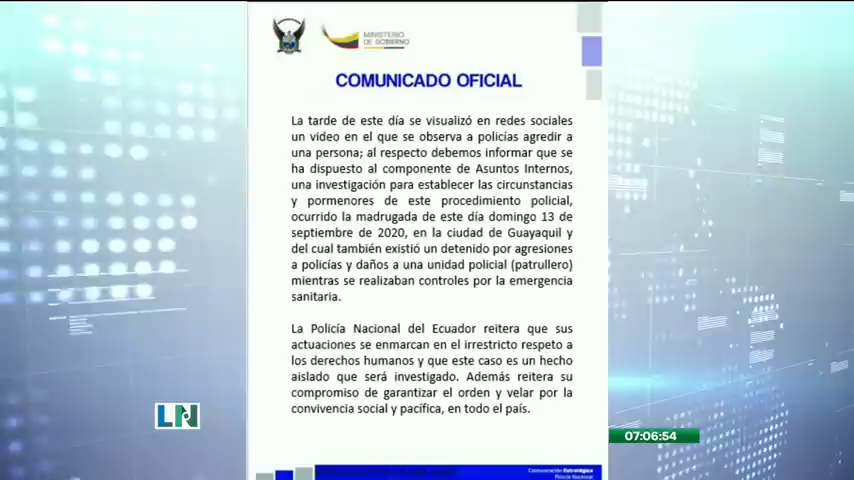 MINISTERIO
DE GOBIERNO
COMUNICADO OFICIAL
La tarde de este día se visualizó en redes sociales
un video en el que se observa a policías agredir a
una persona; al respecto debemos informar que se
ha dispuesto al componente de Asuntos Internos,
una investigación para establecer las circunstancias
y pormenores de este procedimiento policial,
ocurrido la madrugada de este día domingo 13 de
septiembre de 2020, en la ciudad de Guayaquil y
del cual también existió un detenido por agresiones
a policías y daños a una unidad policial (patrullero)
mientras se realizaban controles por la emergencia
sanitaria.
La Policía Nacional del Ecuador reitera que sus
actuaciones se enmarcan en el irrestricto respeto a
los derechos humanos y que este caso es un hecho
aislado que será investigado. Además reitera su
compromiso de garantizar el orden y velar por la
convivencia social y pacífica, en todo el país.
LN
07:06:54
Comunicación Estratégica
Policía Nacional